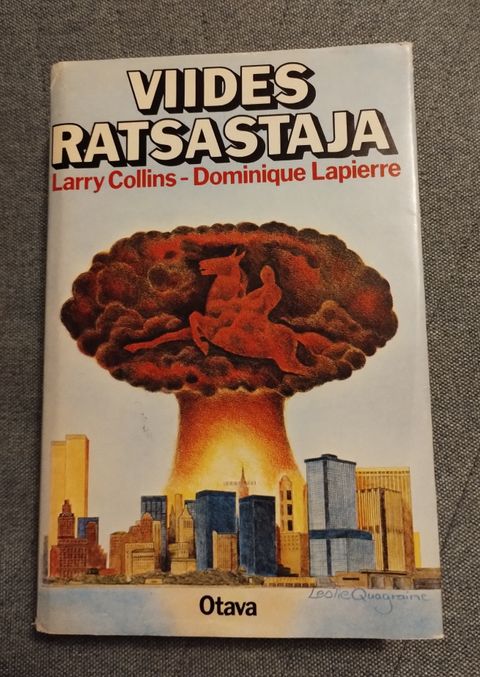 VIIDES
RATSASTAJA
Larry Collins - Dominique Lapierre
Leslie Quagraine
Otava